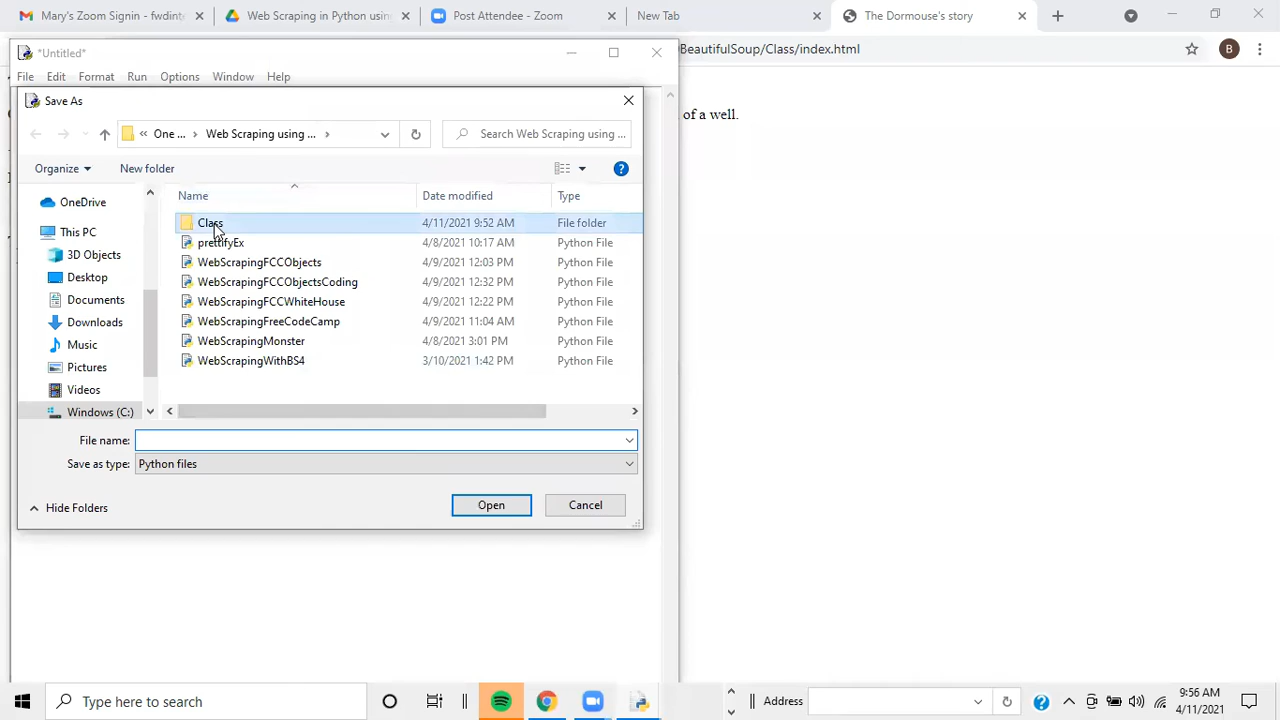 Mary's Zoom Signin - fwdint
Web Scraping in Python usin
Post Attendee - Zoom
New Tab
The Dormouse's story
*Untitled*
BeautifulSoup/Class/index.html
B
File Edit Format Run Options Window Help
Save As
of a well.
« One ... > Web Scraping using ... >
Search Web Scraping using ...
Organize
New folder
Name
Date modified
Type
OneDrive
This PC
3D Objects
Desktop
Documents
Downloads
Music
Pictures
Videos
Windows (C:)
Class 4/11/2021 9:52 AM File folder
prettifyEx 4/8/2021 10:17 AM Python File
WebScrapingFCCObjects 4/9/2021 12:03 PM Python File
WebScrapingFCCObjectsCoding 4/9/2021 12:32 PM Python File
WebScrapingFCCWhiteHouse 4/9/2021 12:22 PM Python File
WebScrapingFreeCodeCamp 4/9/2021 11:04 AM Python File
WebScrapingMonster 4/8/2021 3:01 PM Python File
WebScrapingWithBS4 3/10/2021 1:42 PM Python File
File name:
Save as type: Python files
Hide Folders
Open
Cancel
Type here to search
Address
9:56 AM
4/11/2021